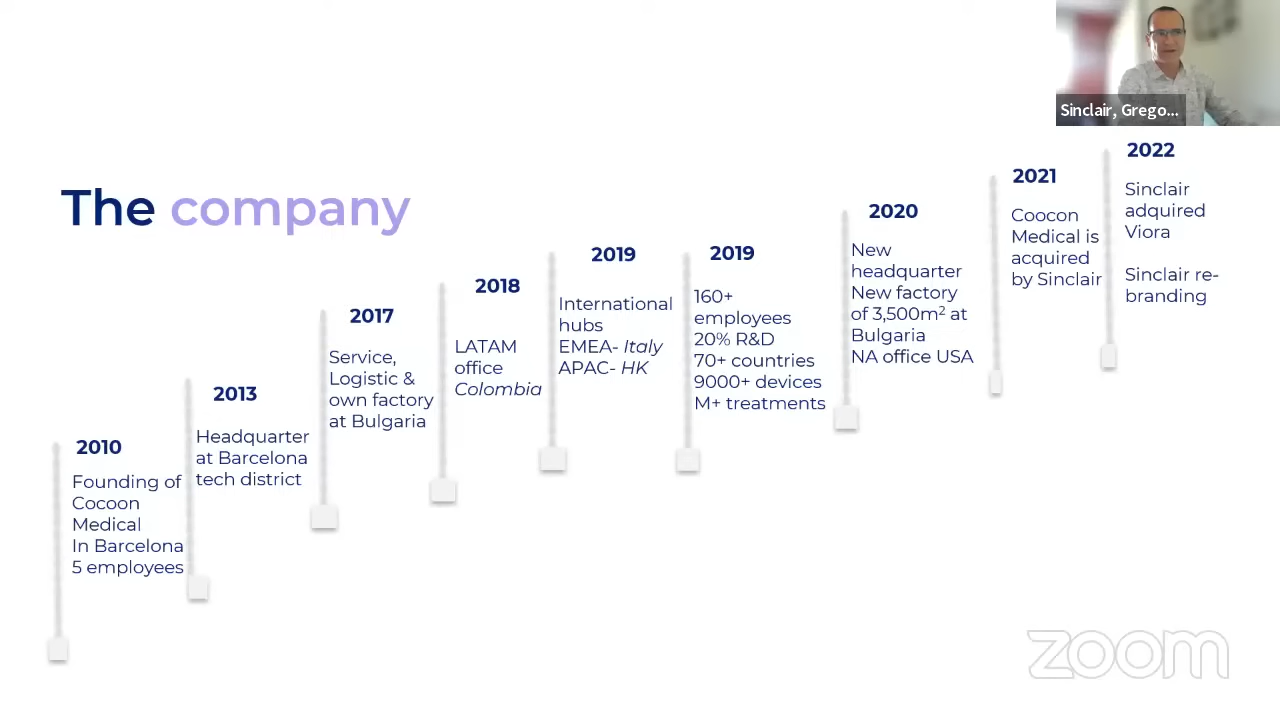 Sinclair, Grego...
The company
2010
Founding of
Cocoon
Medical
In Barcelona
5 employees
2013
Headquarter
at Barcelona
tech district
2017
Service,
Logistic &
own factory
at Bulgaria
2018
LATAM
office
Colombia
2019
International
hubs
EMEA- Italy
APAC- HK
2019
160+
employees
20% R&D
70+ countries
9000+ devices
M+ treatments
2020
New
headquarter
New factory
of 3,500m² at
Bulgaria
NA office USA
2021
Coocon
Medical is
acquired
by Sinclair
2022
Sinclair
adquired
Viora
Sinclair re-
branding
zoom